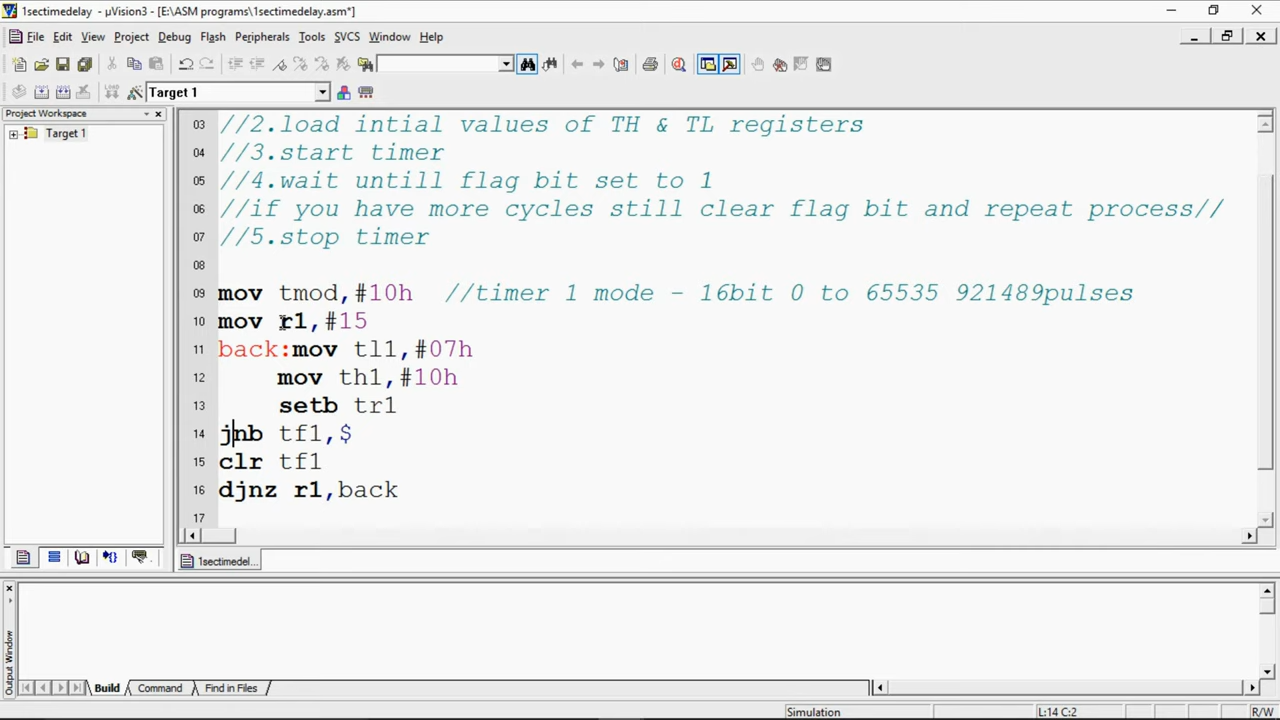 1sectimedelay - µVision3 - [E:\ASM programs\1sectimedelay.asm*]
File Edit View Project Debug Flash Peripherals Tools SVCS Window Help
Target 1
Project Workspace
Target 1
03 //2.load intial values of TH & TL registers
04 //3.start timer
05 //4.wait untill flag bit set to 1
06 //if you have more cycles still clear flag bit and repeat process//
07 //5.stop timer
08
09 mov tmod,#10h //timer 1 mode - 16bit 0 to 65535 921489pulses
10 mov r1,#15
11 back:mov tl1,#07h
12 mov th1,#10h
13 setb tr1
14 jnb tf1,$
15 clr tf1
16 djnz r1,back
17
1sectimedel...
Output Window
Build Command Find in Files
Simulation L:14 C:2 R/W